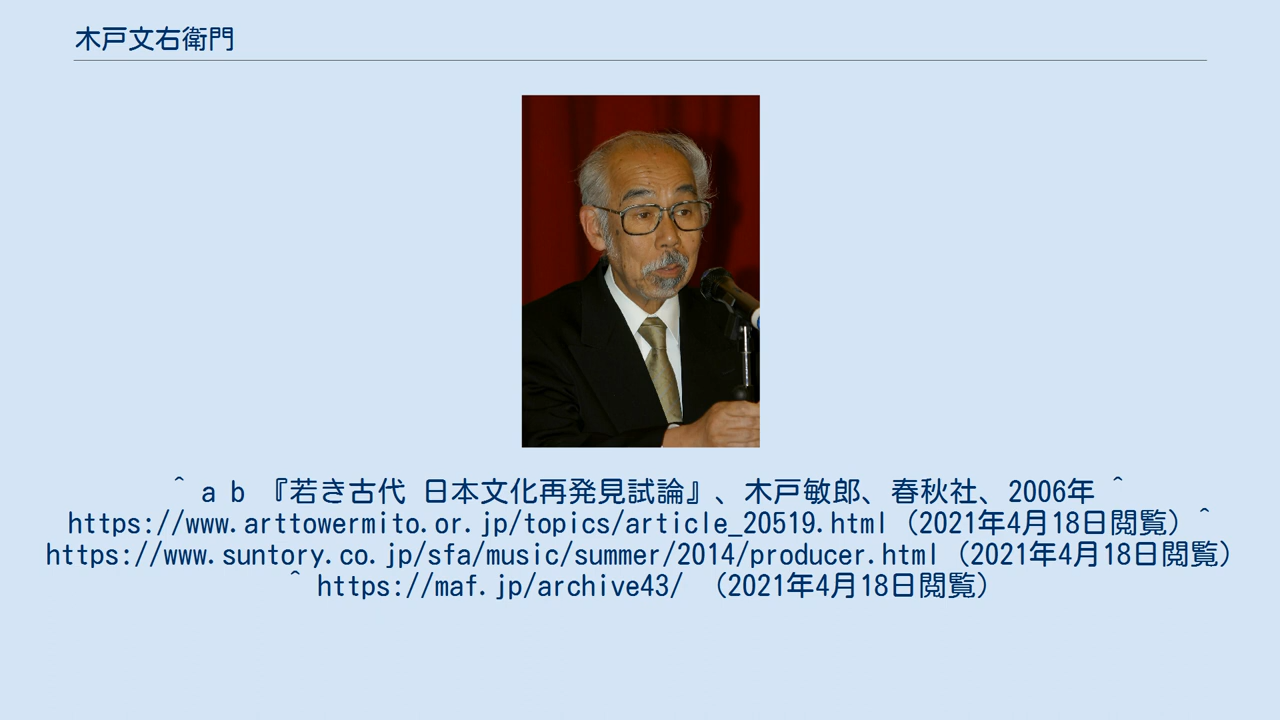 木戸文右衛門
^ a b 『若き古代 日本文化再発見試論』、木戸敏郎、春秋社、2006年 ^
https://www.arttowermito.or.jp/topics/article_20519.html（2021年4月18日閲覧）^
https://www.suntory.co.jp/sfa/music/summer/2014/producer.html（2021年4月18日閲覧）
^ https://maf.jp/archive43/ （2021年4月18日閲覧）